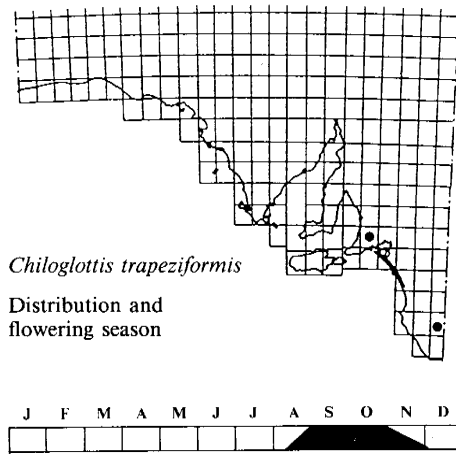 Chiloglottis trapeziformis
Distribution and
flowering season
J F M A M J J A S O N D